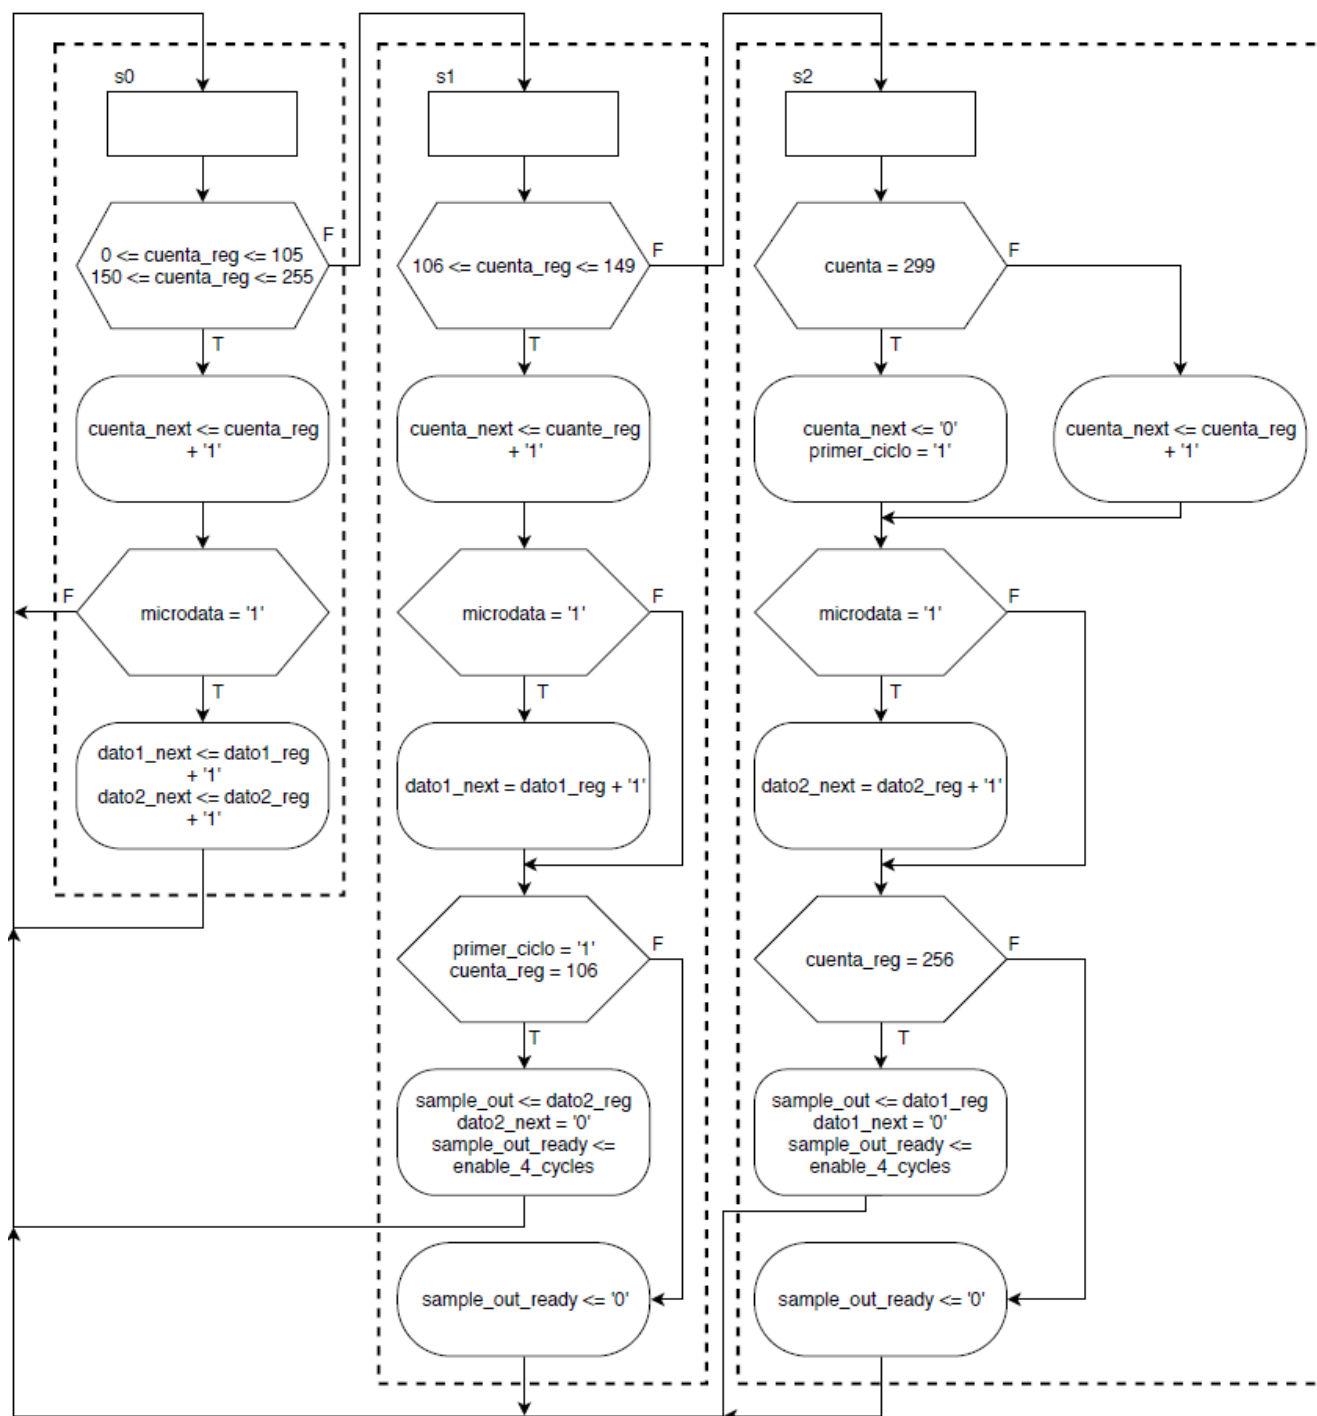 s0
0 <= cuenta_reg <= 105
150 <= cuenta_reg <= 255
F
T
cuenta_next <= cuenta_reg
+ '1'
microdata = '1'
F
T
dato1_next <= dato1_reg
+ '1'
dato2_next <= dato2_reg
+ '1'
s1
106 <= cuenta_reg <= 149
F
T
cuenta_next <= cuante_reg
+ '1'
microdata = '1'
F
T
dato1_next = dato1_reg + '1'
primer_ciclo = '1'
cuenta_reg = 106
F
T
sample_out <= dato2_reg
dato2_next = '0'
sample_out_ready <=
enable_4_cycles
sample_out_ready <= '0'
s2
cuenta = 299
F
T
cuenta_next <= '0'
primer_ciclo = '1'
cuenta_next <= cuenta_reg
+ '1'
microdata = '1'
F
T
dato2_next = dato2_reg + '1'
cuenta_reg = 256
F
T
sample_out <= dato1_reg
dato1_next = '0'
sample_out_ready <=
enable_4_cycles
sample_out_ready <= '0'